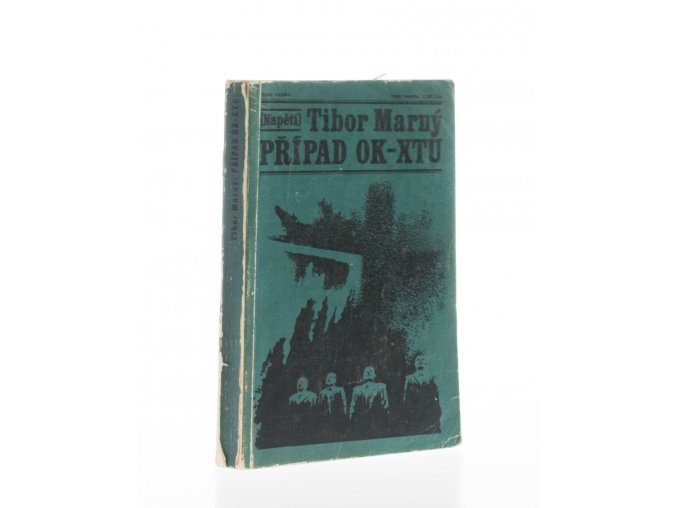 [Napětí] Tibor Marný
PŘÍPAD OK-XTU
Tibor Marný: PŘÍPAD OK-XTU